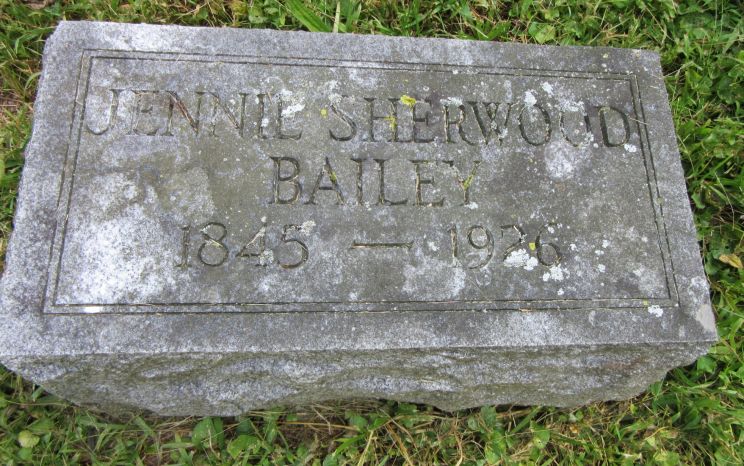 JENNIE SHERWOOD
BAILEY
1845 — 1926